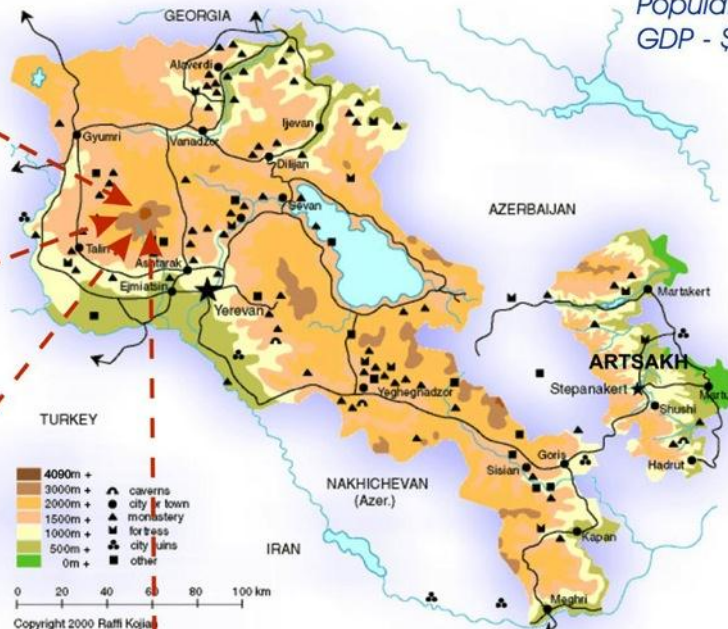 GEORGIA
Popula
GDP - $
Alaverdi
Gyumri
Vanadzor
Ijevan
Dilijan
Sevan
AZERBAIJAN
Talin
Ashtarak
Ejmiatsin
Yerevan
Martakert
ARTSAKH
Stepanakert
Martu
Shushi
Hadrut
TURKEY
Yegheghnadzor
Goris
Sisian
NAKHICHEVAN
(Azer.)
IRAN
Kapan
Meghri
4090m +
3000m +
2000m +
1500m +
1000m +
500m +
0m +
caverns
city or town
monastery
fortress
city ruins
other
0 20 40 60 80 100 km
Copyright 2000 Raffi Kojian